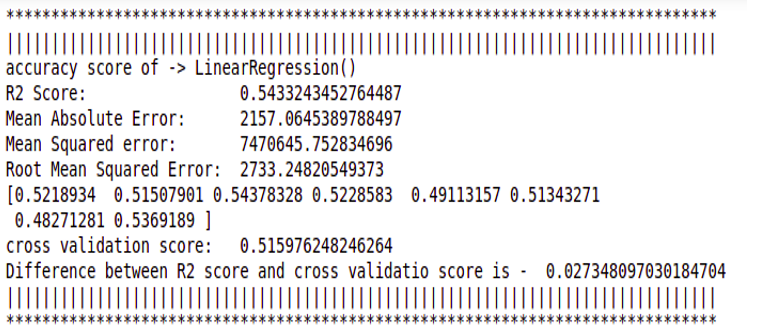 *******************************************************************************
|||||||||||||||||||||||||||||||||||||||||||||||||||||||||||||||||||||||||||||||
accuracy score of -> LinearRegression()
R2 Score: 0.5433243452764487
Mean Absolute Error: 2157.0645389788497
Mean Squared error: 7470645.752834696
Root Mean Squared Error: 2733.24820549373
[0.5218934  0.51507901 0.54378328 0.5228583  0.49113157 0.51343271
0.48271281 0.5369189 ]
cross validation score: 0.515976248246264
Difference between R2 score and cross validatio score is - 0.027348097030184704
|||||||||||||||||||||||||||||||||||||||||||||||||||||||||||||||||||||||||||||||
*******************************************************************************